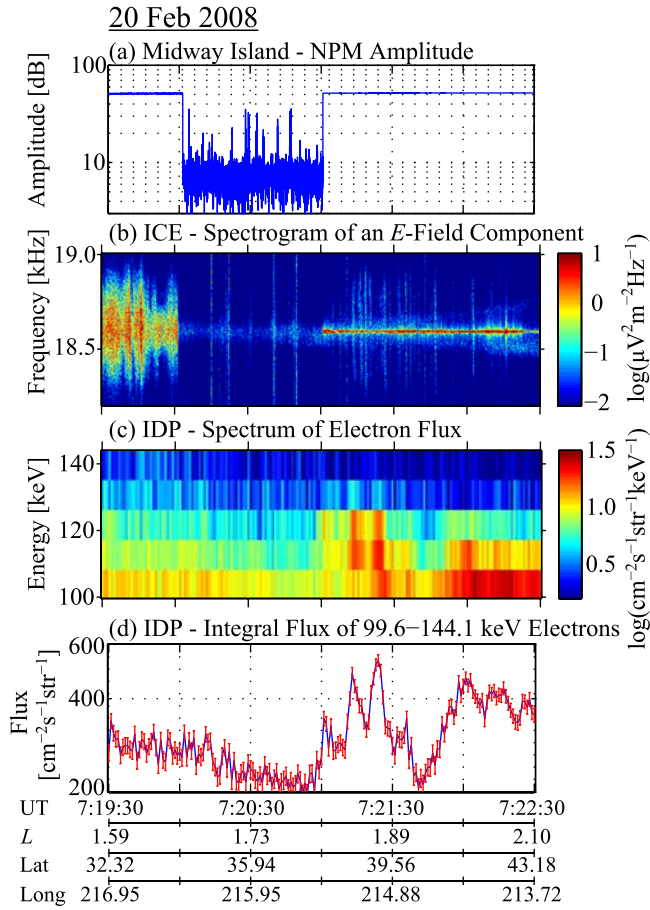 20 Feb 2008
(a) Midway Island - NPM Amplitude
Amplitude [dB]
100
10
(b) ICE - Spectrogram of an E-Field Component
Frequency [kHz]
19.0
18.5
1
0
−1
−2
log(μV²m⁻²Hz⁻¹)
(c) IDP - Spectrum of Electron Flux
Energy [keV]
140
120
100
1.5
1.0
0.5
log(cm⁻²s⁻¹str⁻¹keV⁻¹)
(d) IDP - Integral Flux of 99.6−144.1 keV Electrons
Flux
[cm⁻²s⁻¹str⁻¹]
600
400
200
UT 7:19:30 7:20:30 7:21:30 7:22:30
L 1.59 1.73 1.89 2.10
Lat 32.32 35.94 39.56 43.18
Long 216.95 215.95 214.88 213.72